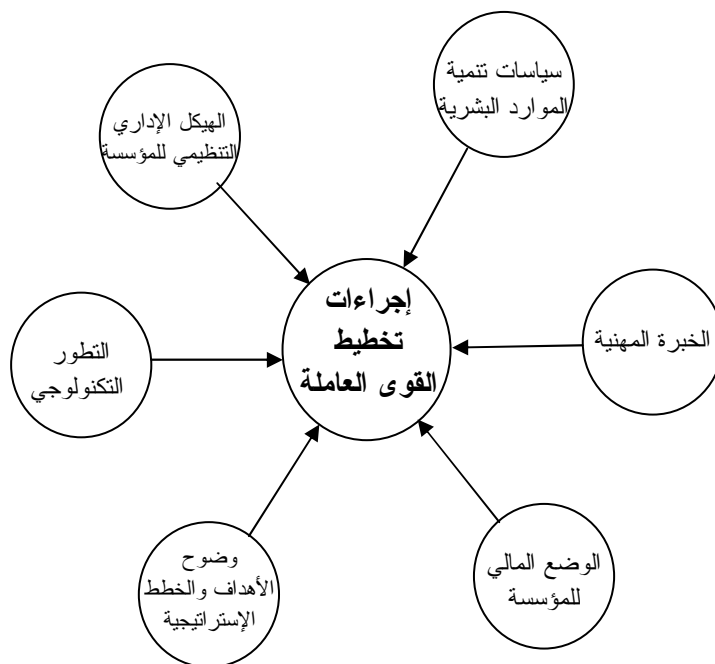 سياسات تنمية
الموارد البشرية
الهيكل الإداري
التنظيمي للمؤسسة
إجراءات
تخطيط
القوى العاملة
الخبرة المهنية
التطور
التكنولوجي
وضوح
الأهداف والخطط
الإستراتيجية
الوضع المالي
للمؤسسة